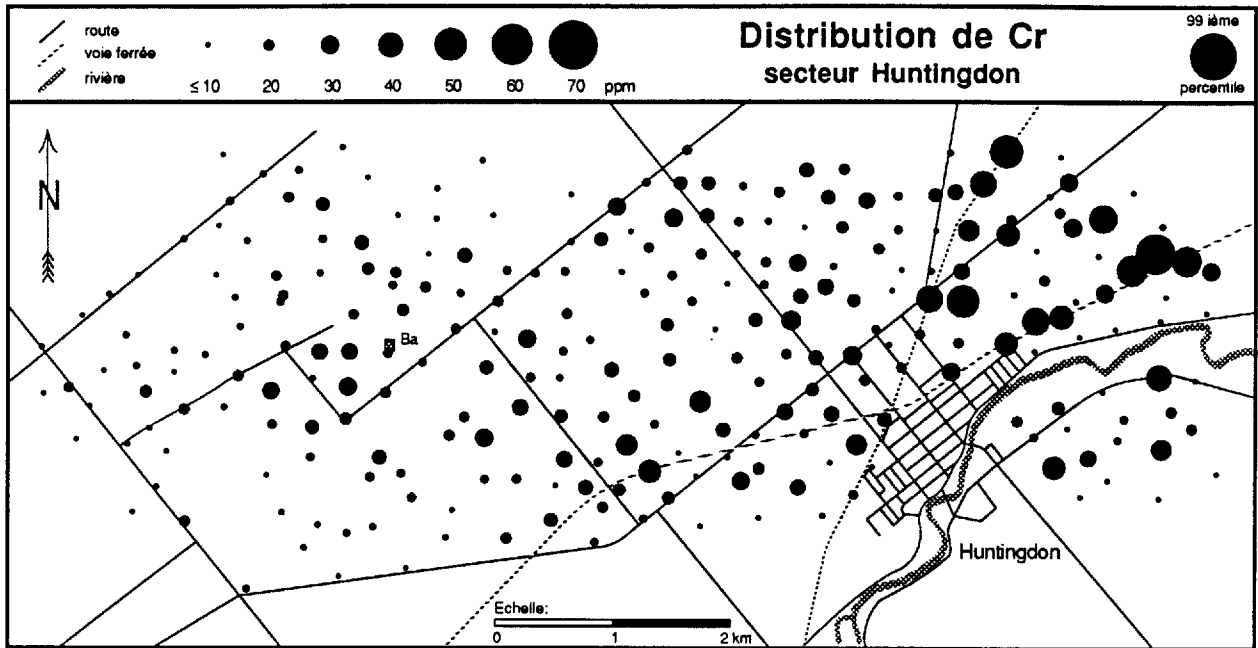 route
voie ferrée
rivière
≤ 10 20 30 40 50 60 70 ppm
Distribution de Cr
secteur Huntingdon
99 ième
percentile
N
Ba
Huntingdon
Echelle:
0 1 2 km